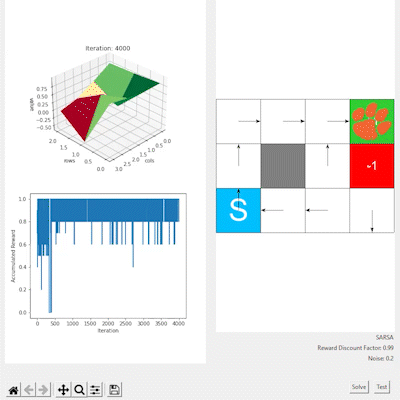 Iteration: 4000
0.75
0.50
0.25
0.00
-0.25
-0.50
angle
2.0
1.5
1.0
0.5
0.0
rows
3.0
2.5
2.0
1.5
1.0
0.5
0.0
cols
1.0
0.8
0.6
0.4
0.2
0.0
Accumulated Reward
0 500 1000 1500 2000 2500 3000 3500 4000
Iteration
-1
S
SARSA
Reward Discount Factor: 0.99
Noise: 0.2
Solve Test